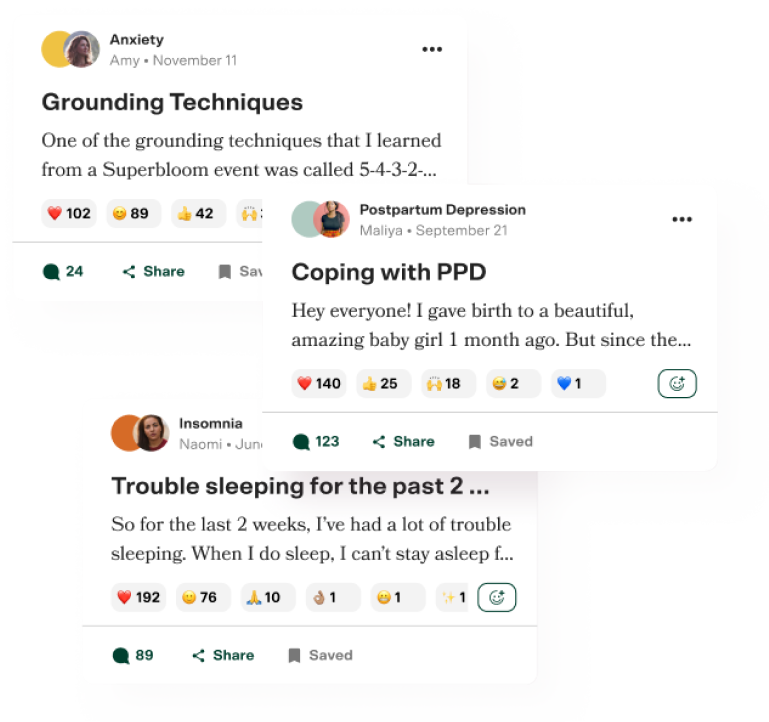 Anxiety
Amy • November 11
Grounding Techniques
One of the grounding techniques that I learned
from a Superbloom event was called 5-4-3-2-...
❤️ 102 😊 89 👍 42 🙌
24 Share
Postpartum Depression
Maliya • September 21
Coping with PPD
Hey everyone! I gave birth to a beautiful,
amazing baby girl 1 month ago. But since the...
❤️ 140 👍 25 🙌 18 😅 2 💙 1
123 Share Saved
Insomnia
Naomi • June
Trouble sleeping for the past 2 ...
So for the last 2 weeks, I’ve had a lot of trouble
sleeping. When I do sleep, I can’t stay asleep f...
❤️ 192 🙂 76 🙏 10 👌🏽 1 😬 1 ✨ 1
89 Share Saved